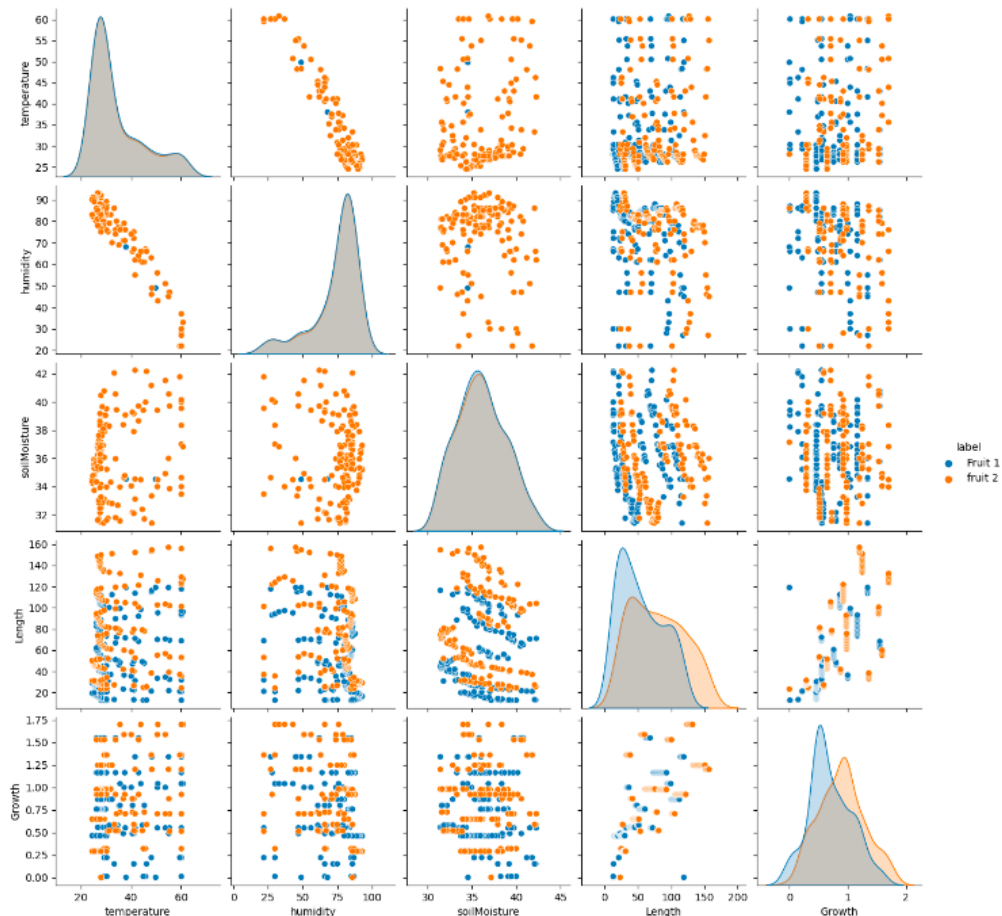 temperature
60
55
50
45
40
35
30
25
humidity
90
80
70
60
50
40
30
20
soilMoisture
42
40
38
36
34
32
label
Fruit 1
fruit 2
Length
160
140
120
100
80
60
40
20
Growth
1.75
1.50
1.25
1.00
0.75
0.50
0.25
0.00
20 40 60
0 25 50 75 100
30 35 40 45
0 50 100 150 200
0 1 2
temperature humidity soilMoisture Length Growth